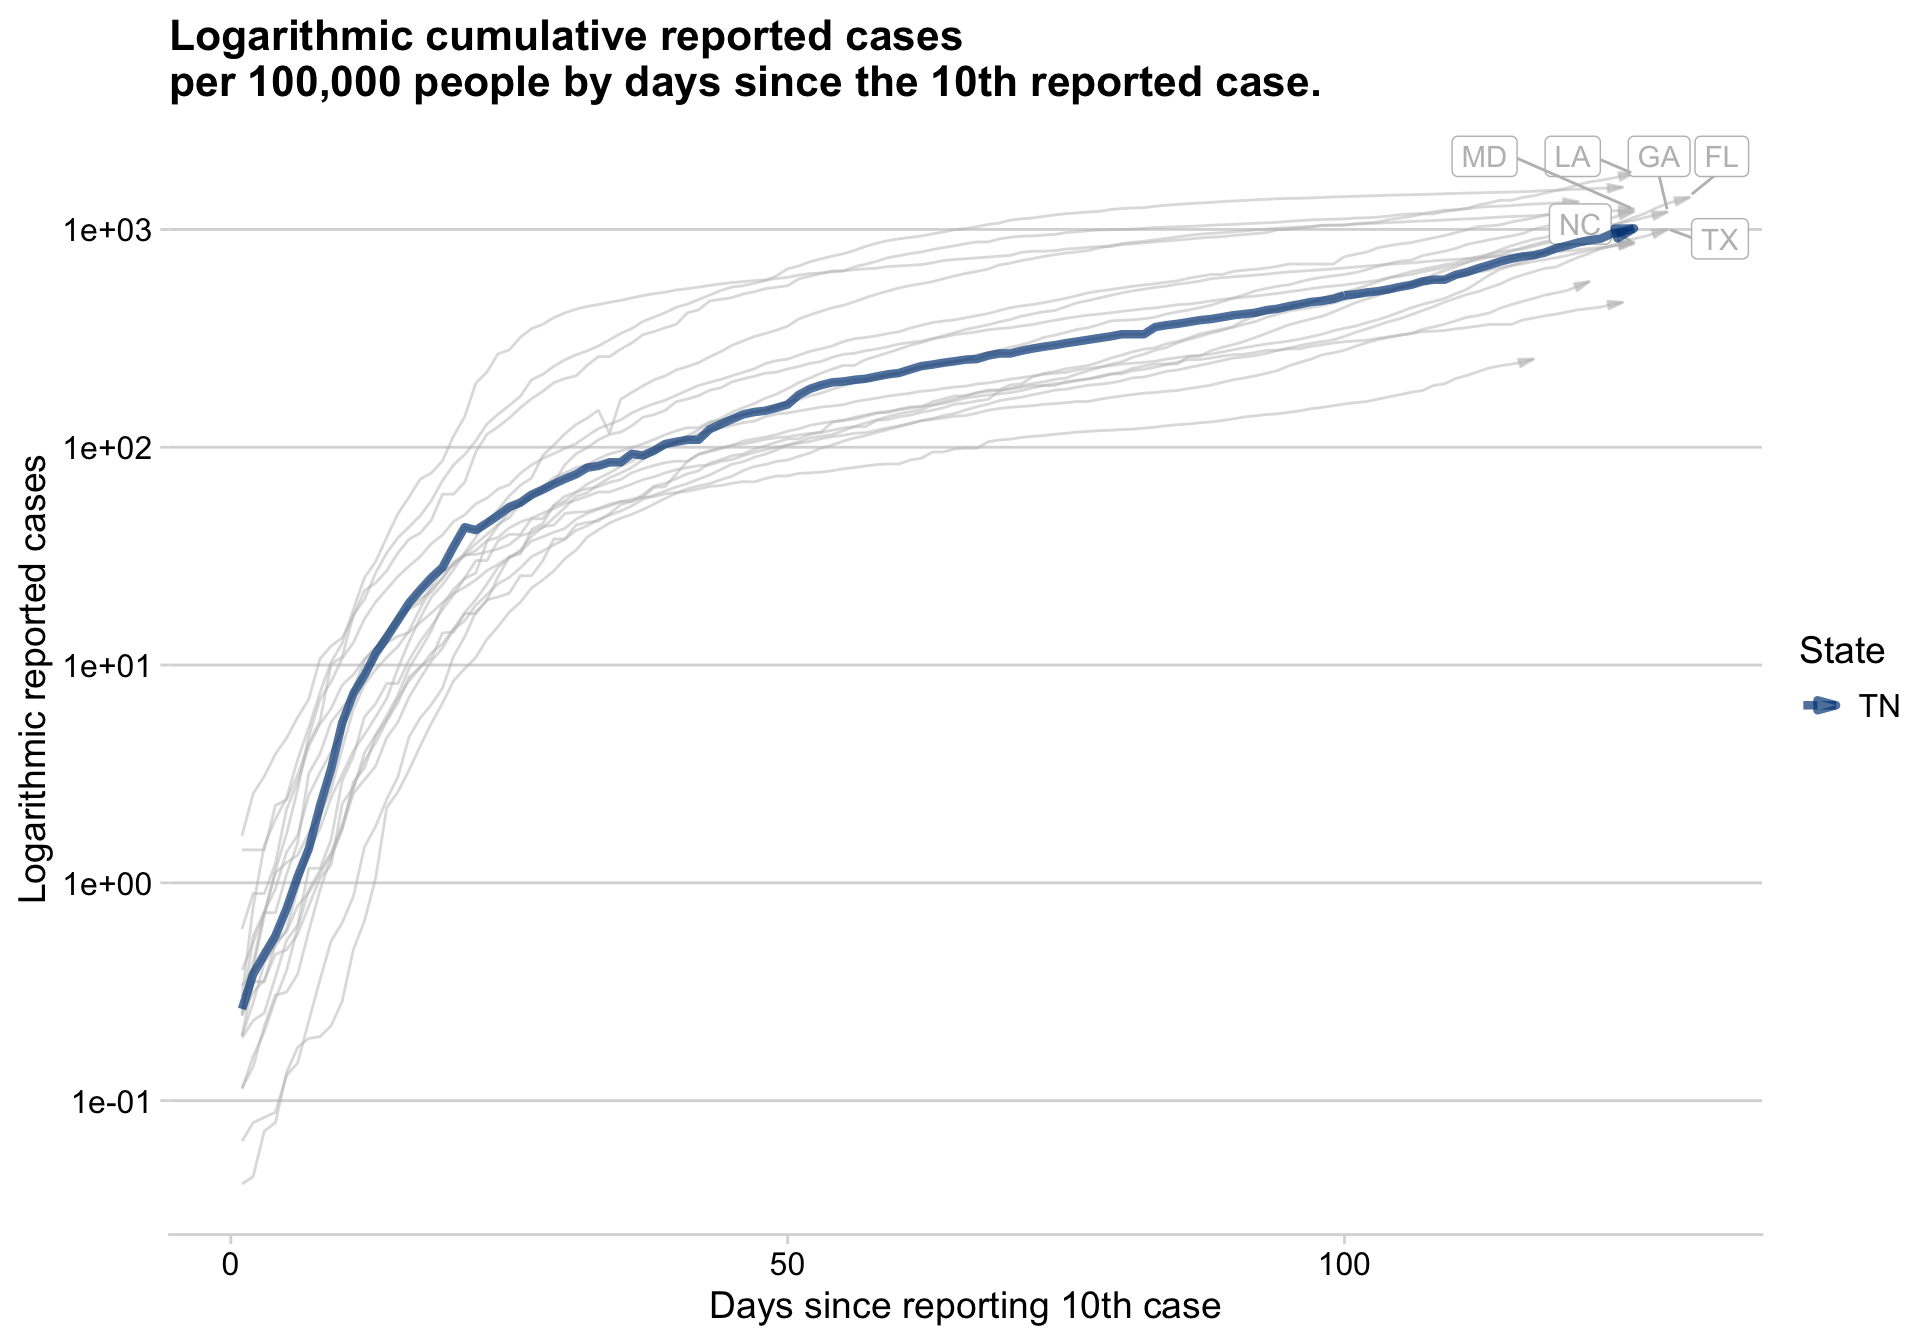 Logarithmic cumulative reported cases
per 100,000 people by days since the 10th reported case.
MD LA GA FL
NC
TX
1e+03
1e+02
1e+01
1e+00
1e-01
Logarithmic reported cases
State
TN
0 50 100
Days since reporting 10th case